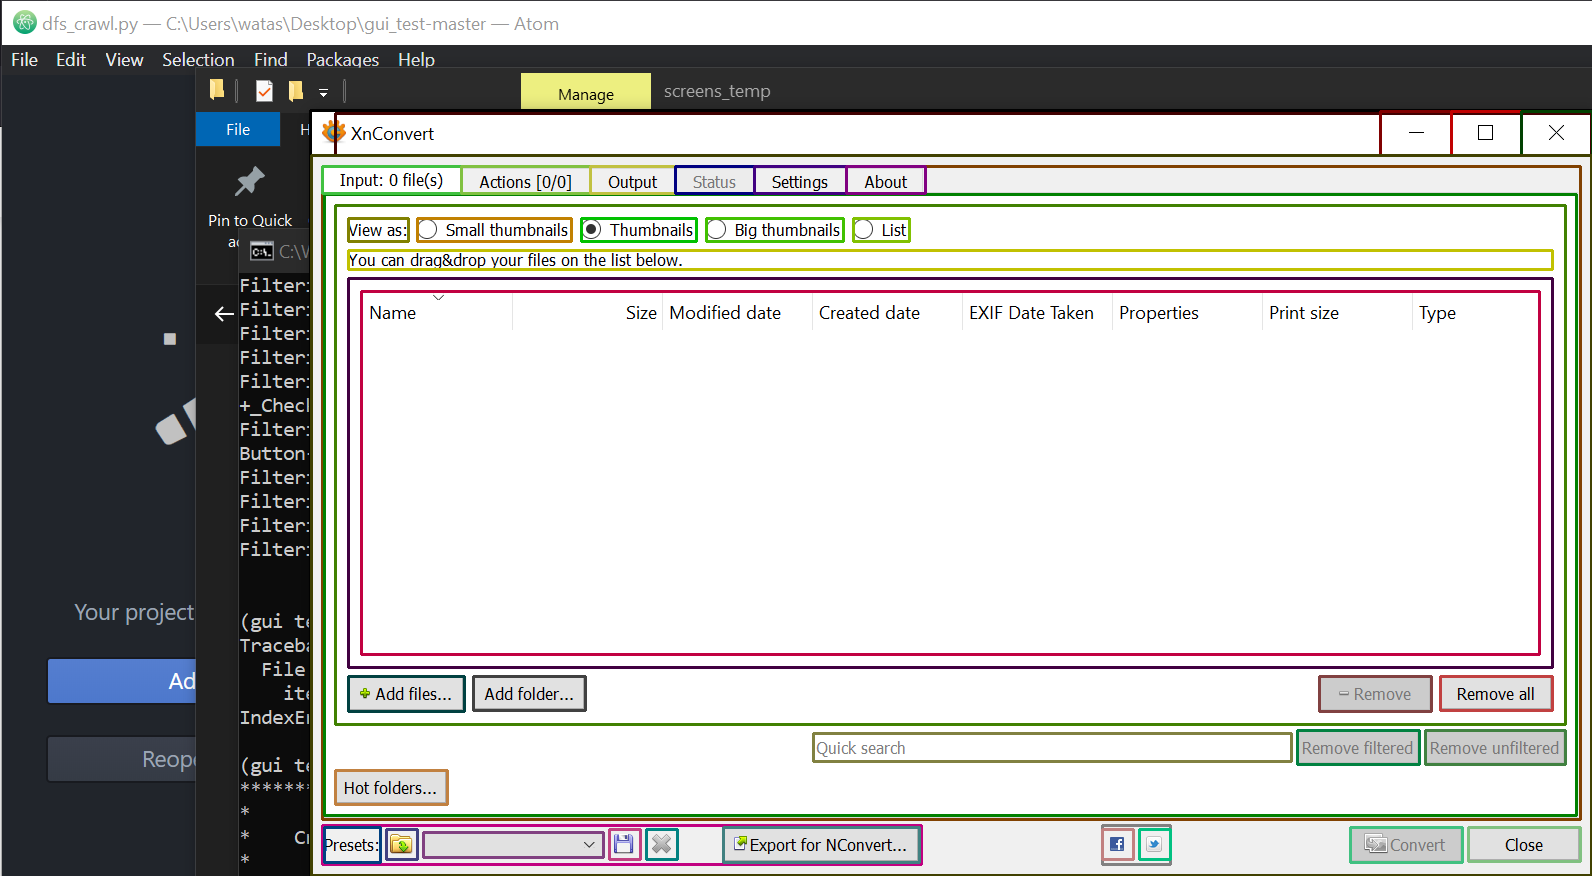 dfs_crawl.py — C:\Users\watas\Desktop\gui_test-master — Atom
File Edit View Selection Find Packages Help
Manage screens_temp
File H
XnConvert
Input: 0 file(s) Actions [0/0] Output Status Settings About
Pin to Quick
View as: Small thumbnails Thumbnails Big thumbnails List
C:\
You can drag&drop your files on the list below.
Filter:
Name Size Modified date Created date EXIF Date Taken Properties Print size Type
Filter:
Filter:
Filter:
Filter:
+_Chec
Filter:
Button
Filter:
Filter:
Filter:
Filter:
Your project
(gui te
Traceba
File
Ad
ite
Add files... Add folder... Remove Remove all
IndexEr
Quick search Remove filtered Remove unfiltered
Reope
(gui te
Hot folders...
********
*
* Cr
Presets: Export for NConvert... Convert Close
*